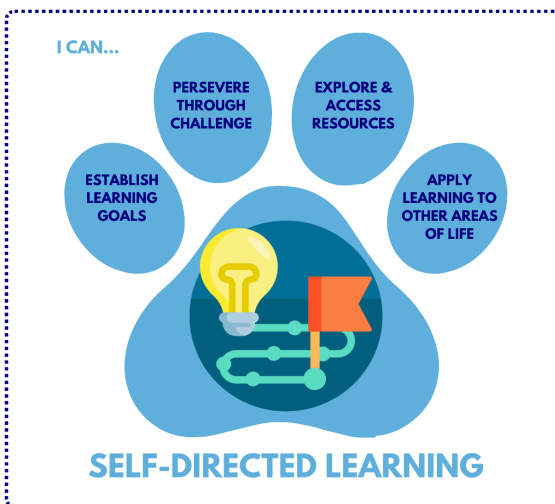 I CAN...
ESTABLISH
LEARNING
GOALS
PERSEVERE
THROUGH
CHALLENGE
EXPLORE &
ACCESS
RESOURCES
APPLY
LEARNING TO
OTHER AREAS
OF LIFE
SELF-DIRECTED LEARNING